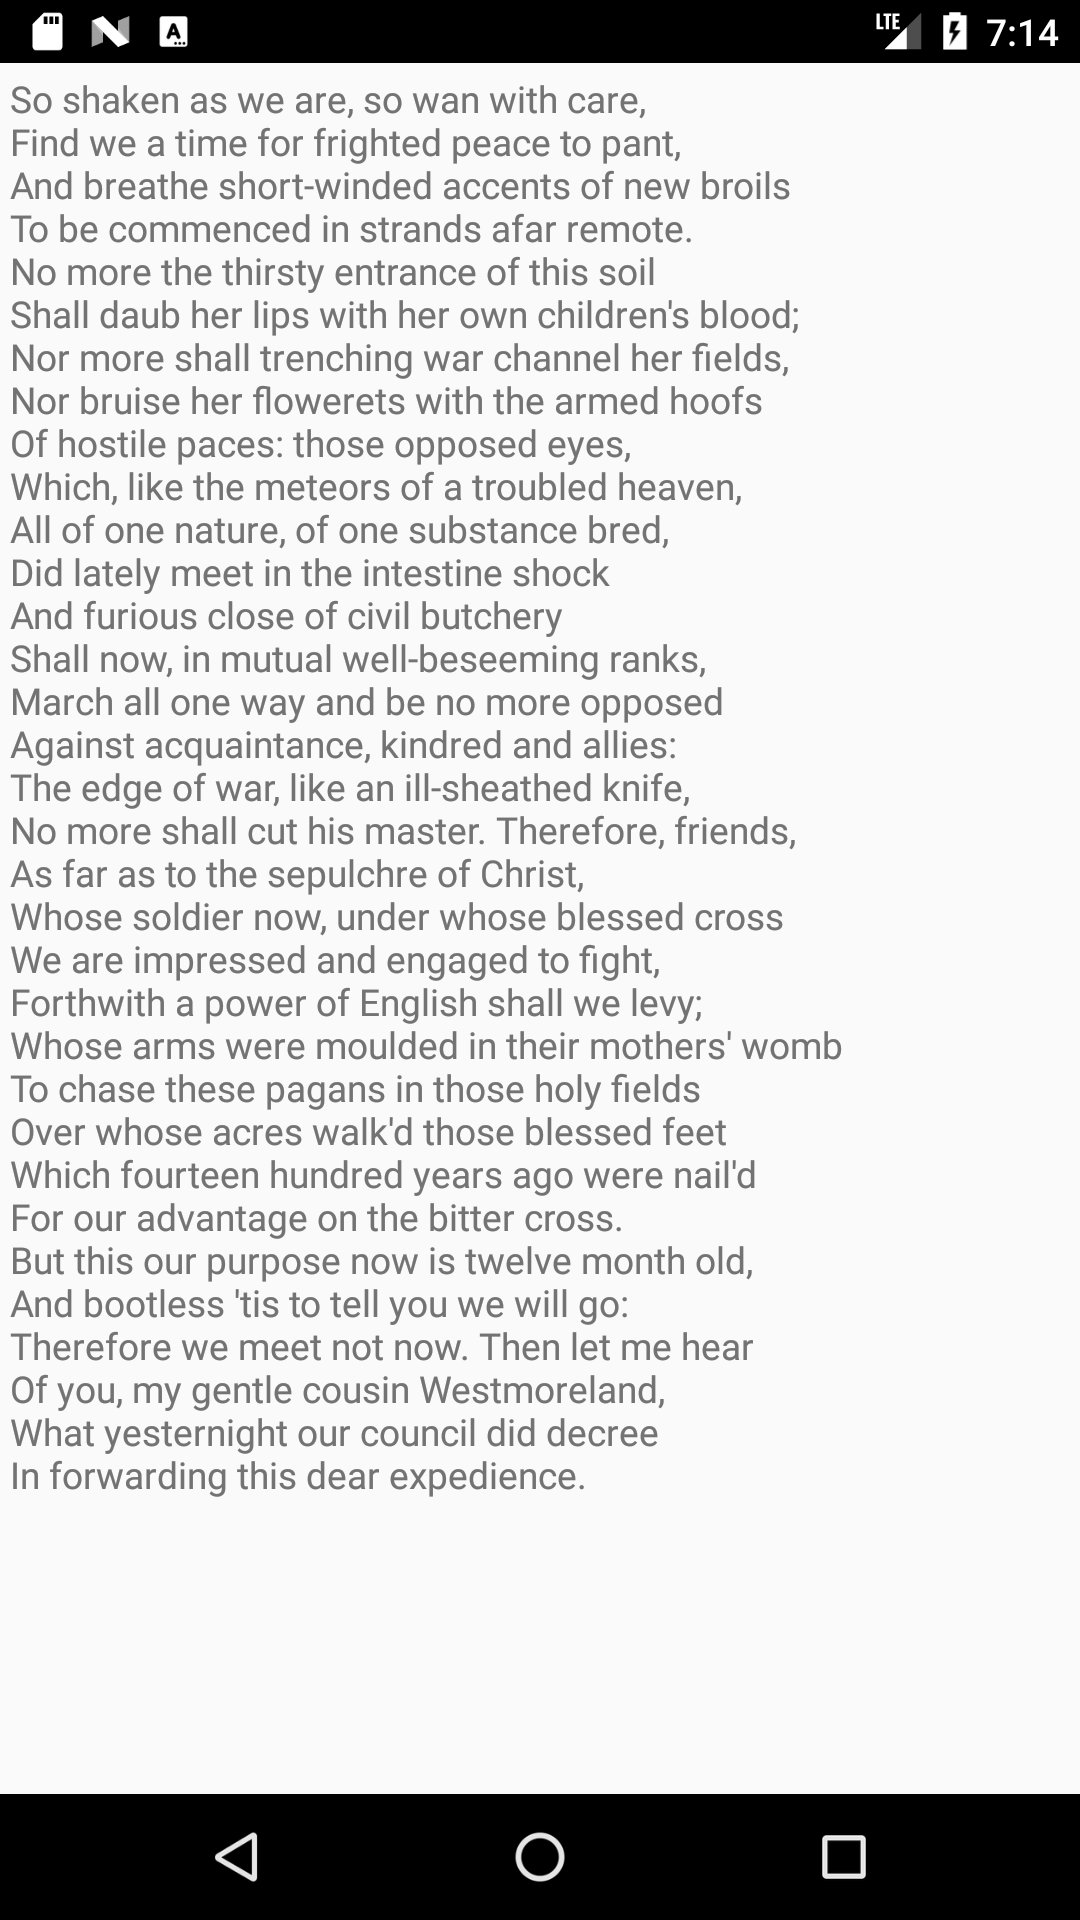 LTE 7:14
A
So shaken as we are, so wan with care,
Find we a time for frighted peace to pant,
And breathe short-winded accents of new broils
To be commenced in strands afar remote.
No more the thirsty entrance of this soil
Shall daub her lips with her own children's blood;
Nor more shall trenching war channel her fields,
Nor bruise her flowerets with the armed hoofs
Of hostile paces: those opposed eyes,
Which, like the meteors of a troubled heaven,
All of one nature, of one substance bred,
Did lately meet in the intestine shock
And furious close of civil butchery
Shall now, in mutual well-beseeming ranks,
March all one way and be no more opposed
Against acquaintance, kindred and allies:
The edge of war, like an ill-sheathed knife,
No more shall cut his master. Therefore, friends,
As far as to the sepulchre of Christ,
Whose soldier now, under whose blessed cross
We are impressed and engaged to fight,
Forthwith a power of English shall we levy;
Whose arms were moulded in their mothers' womb
To chase these pagans in those holy fields
Over whose acres walk'd those blessed feet
Which fourteen hundred years ago were nail'd
For our advantage on the bitter cross.
But this our purpose now is twelve month old,
And bootless 'tis to tell you we will go:
Therefore we meet not now. Then let me hear
Of you, my gentle cousin Westmoreland,
What yesternight our council did decree
In forwarding this dear expedience.